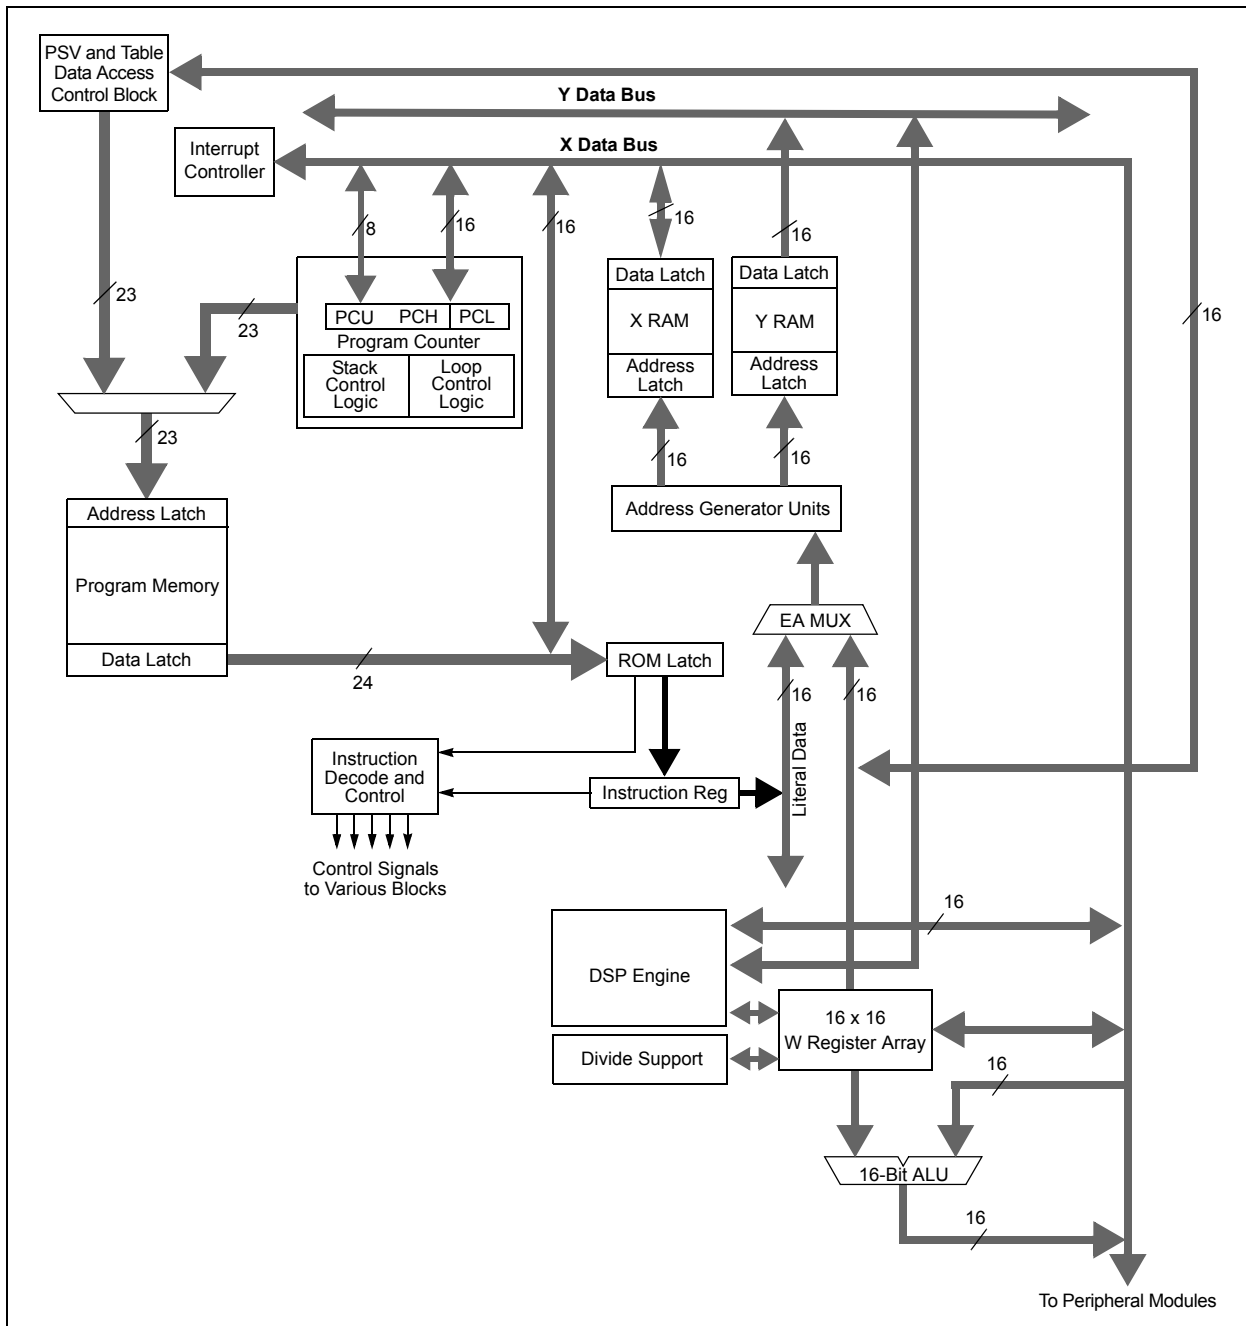 PSV and Table
Data Access
Control Block
Y Data Bus
X Data Bus
Interrupt
Controller
8
16
16
16
16
16
23
23
Data Latch
X RAM
Address
Latch
Data Latch
Y RAM
Address
Latch
PCU PCH PCL
Program Counter
Stack
Control
Logic
Loop
Control
Logic
23
16
16
Address Latch
Program Memory
Data Latch
24
Address Generator Units
EA MUX
ROM Latch
16
16
Literal Data
Instruction
Decode and
Control
Instruction Reg
Control Signals
to Various Blocks
16
DSP Engine
16 x 16
W Register Array
Divide Support
16
16-Bit ALU
16
To Peripheral Modules